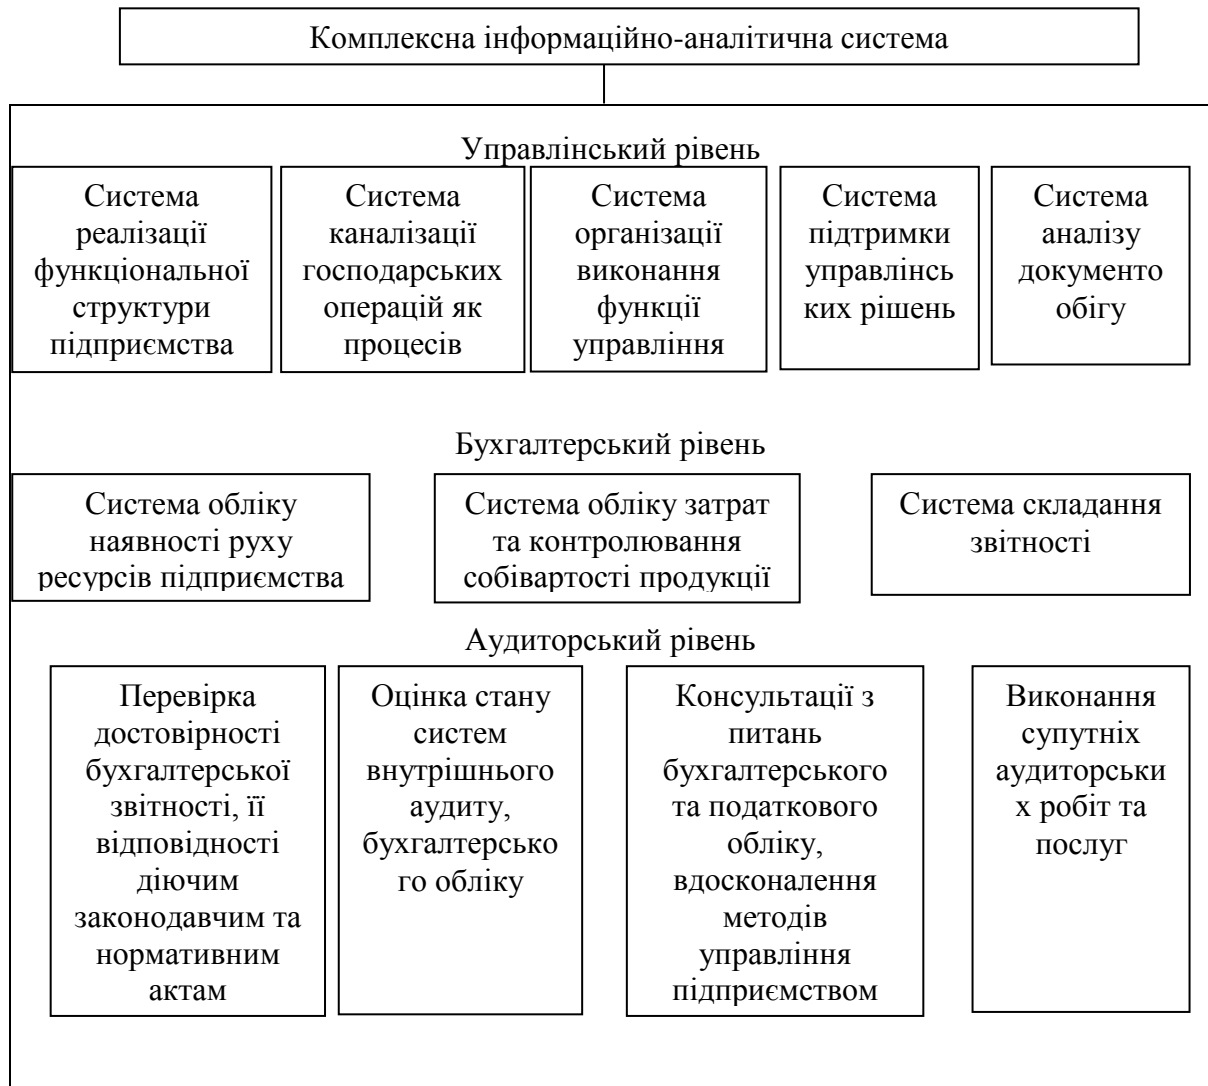 Комплексна інформаційно-аналітична система
Управлінський рівень
Система
реалізації
функціональної
структури
підприємства
Система
каналізації
господарських
операцій як
процесів
Система
організації
виконання
функції
управління
Система
підтримки
управлінсь
ких рішень
Система
аналізу
документо
обігу
Бухгалтерський рівень
Система обліку
наявності руху
ресурсів підприємства
Система обліку затрат
та контролювання
собівартості продукції
Система складання
звітності
Аудиторський рівень
Перевірка
достовірності
бухгалтерської
звітності, її
відповідності
діючим
законодавчим та
нормативним
актам
Оцінка стану
систем
внутрішнього
аудиту,
бухгалтерсько
го обліку
Консультації з
питань
бухгалтерського
та податкового
обліку,
вдосконалення
методів
управління
підприємством
Виконання
супутніх
аудиторськи
х робіт та
послуг